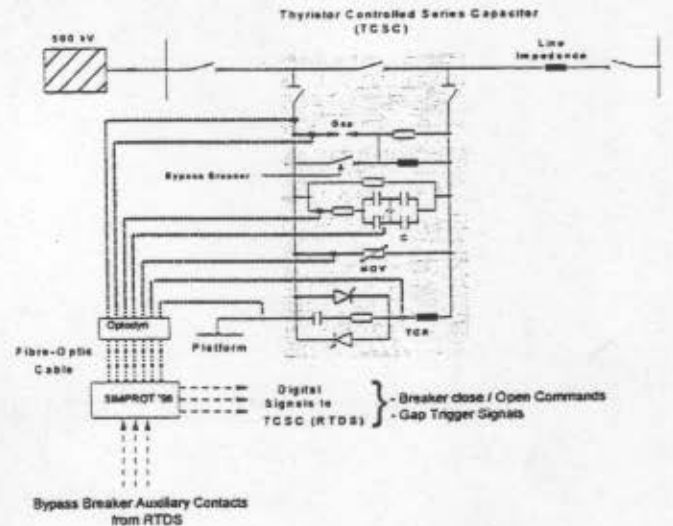 Thyristor Controlled Series Capacitor
(TCSC)
500 kV
Line
Impedance
Gap
Bypass Breaker
C
MOV
TCR
Optodyn
Platform
Fibre-Optic
Cable
SIMPROT '96
Digital
Signals to
TCSC (RTDS)
- Breaker close / Open Commands
- Gap Trigger Signals
Bypass Breaker Auxiliary Contacts
from RTDS